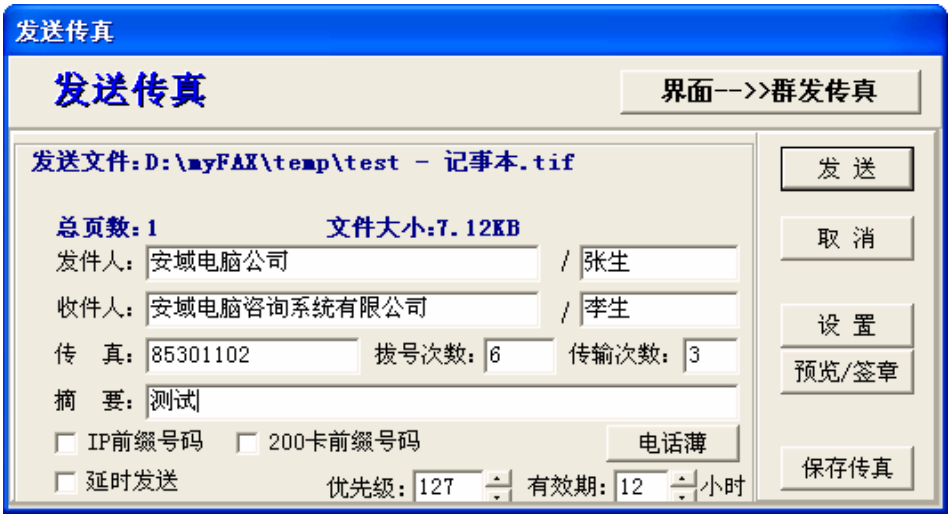 发送传真
发送传真
界面-->>群发传真
发送文件:D:\myFAX\temp\test - 记事本.tif
总页数:1 文件大小:7.12KB
发件人: 安域电脑公司 / 张生
收件人: 安域电脑咨询系统有限公司 / 李生
传 真: 85301102 拨号次数: 6 传输次数: 3
摘 要: 测试
IP前缀号码 200卡前缀号码 电话薄
延时发送 优先级: 127 有效期: 12 小时
发 送
取 消
设 置
预览/签章
保存传真